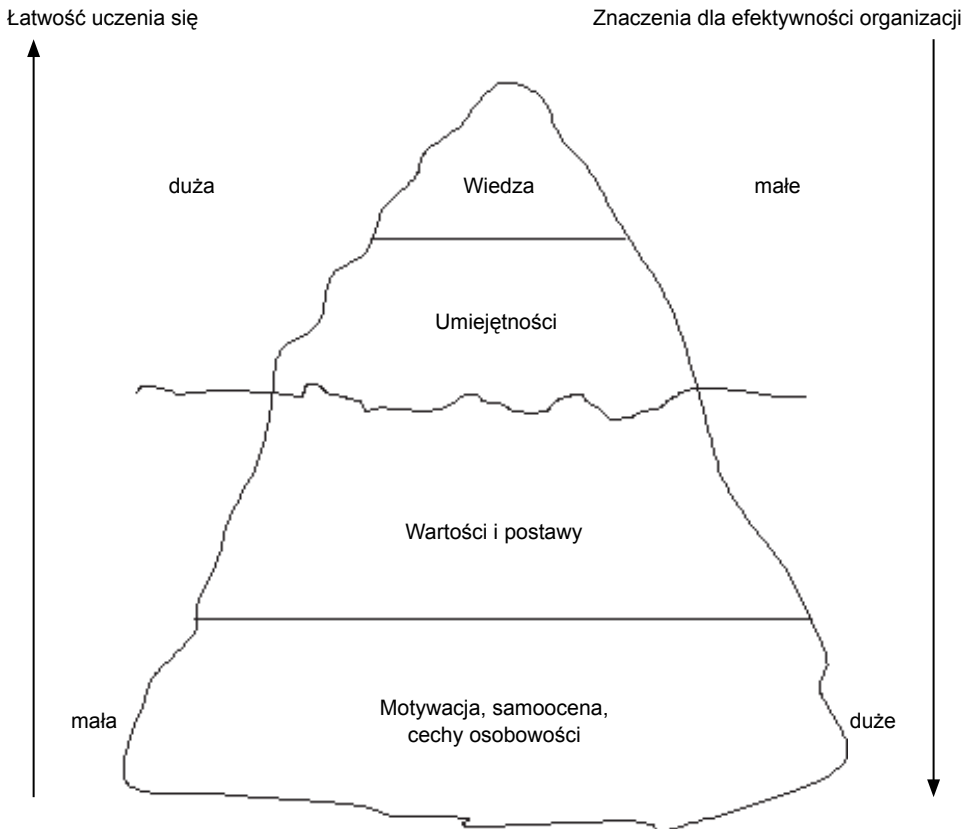 Łatwość uczenia się
Znaczenia dla efektywności organizacji
duża
Wiedza
małe
Umiejętności
Wartości i postawy
mała
Motywacja, samoocena,
cechy osobowości
duże